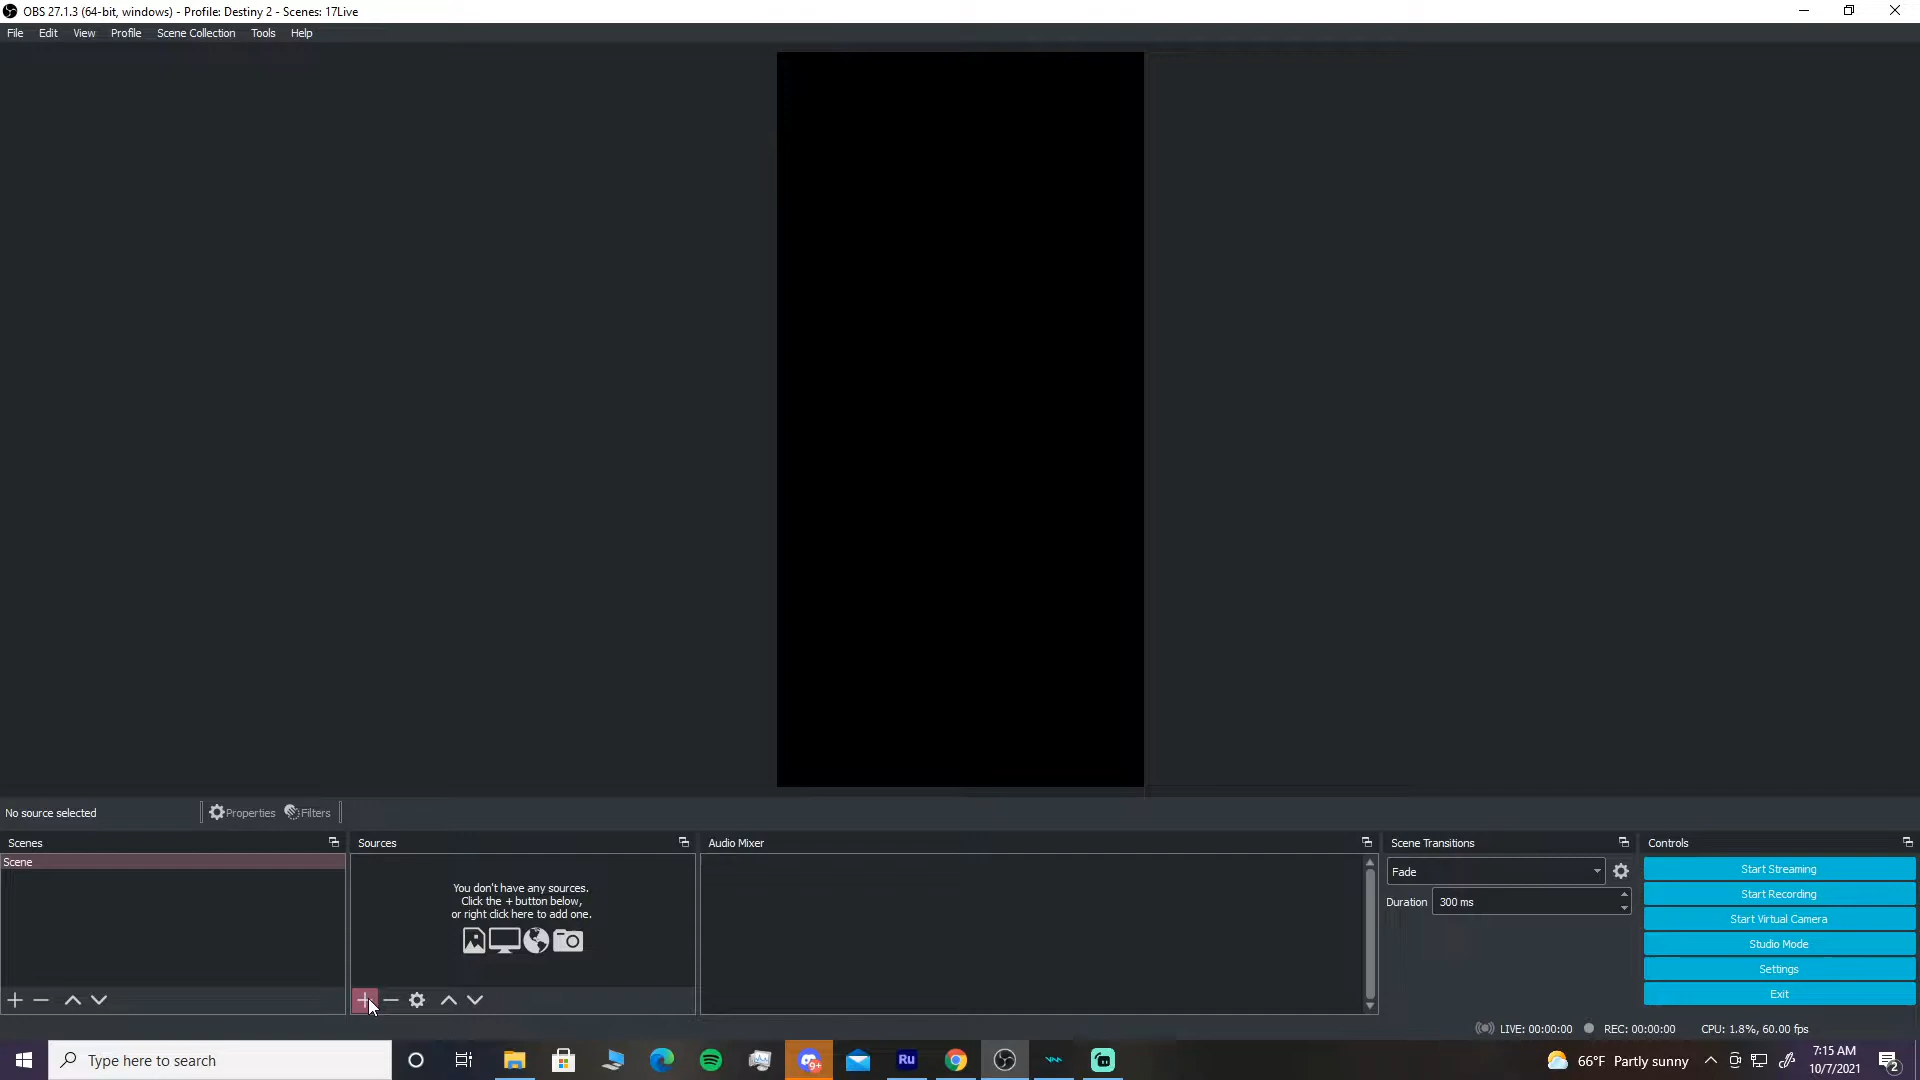 OBS 27.1.3 (64-bit, windows) - Profile: Destiny 2 - Scenes: 17Live
File Edit View Profile Scene Collection Tools Help
No source selected
Properties
Filters
Scenes
Scene
Sources
You don't have any sources.
Click the + button below,
or right click here to add one.
Audio Mixer
Scene Transitions
Fade
Duration 300 ms
Controls
Start Streaming
Start Recording
Start Virtual Camera
Studio Mode
Settings
Exit
LIVE: 00:00:00 REC: 00:00:00 CPU: 1.8%, 60.00 fps
Type here to search
9+
Ru
66°F Partly sunny
7:15 AM
10/7/2021
2